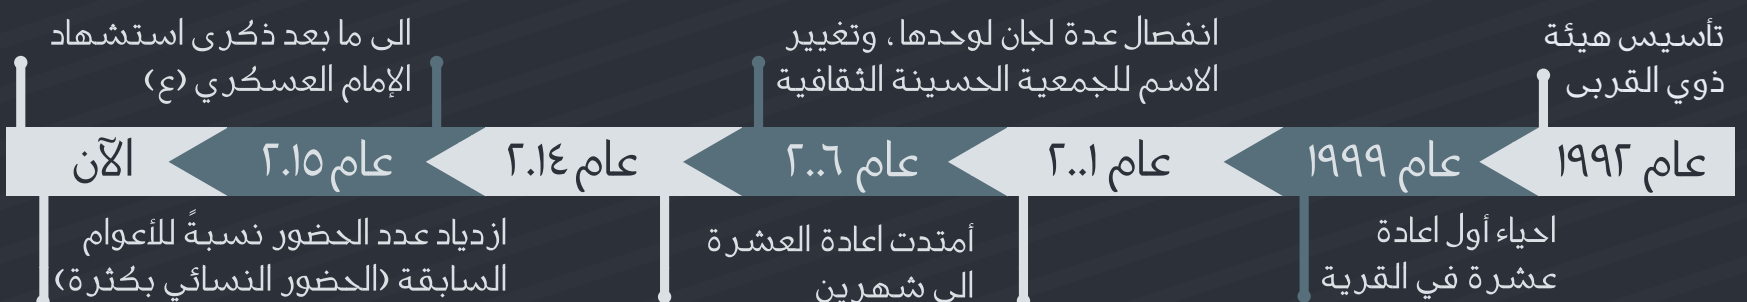 تأسيس هيئة
ذوي القربى
انفصال عدة لجان لوحدها، وتغيير
الاسم للجمعية الحسينة الثقافية
الى ما بعد ذكرى استشهاد
الإمام العسكري (ع)
عام ١٩٩٢
عام ١٩٩٩
عام ٢٠٠١
عام ٢٠٠٦
عام ٢٠١٤
عام ٢٠١٥
الآن
احياء أول اعادة
عشرة في القرية
أمتدت اعادة العشرة
الى شهرين
ازدياد عدد الحضور نسبةً للأعوام
السابقة (الحضور النسائي بكثرة)